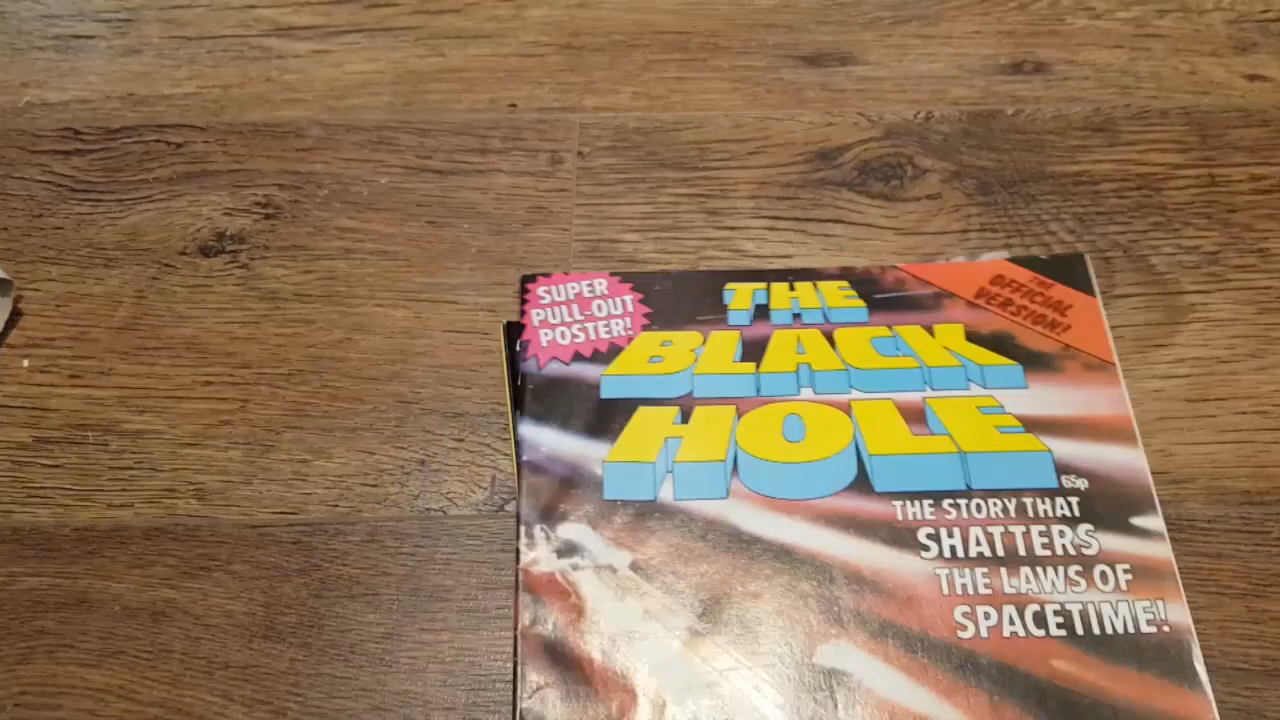 SUPER
PULL-OUT
POSTER!
THE
OFFICIAL
VERSION!
THE
BLACK
HOLE
65p
THE STORY THAT
SHATTERS
THE LAWS OF
SPACETIME!